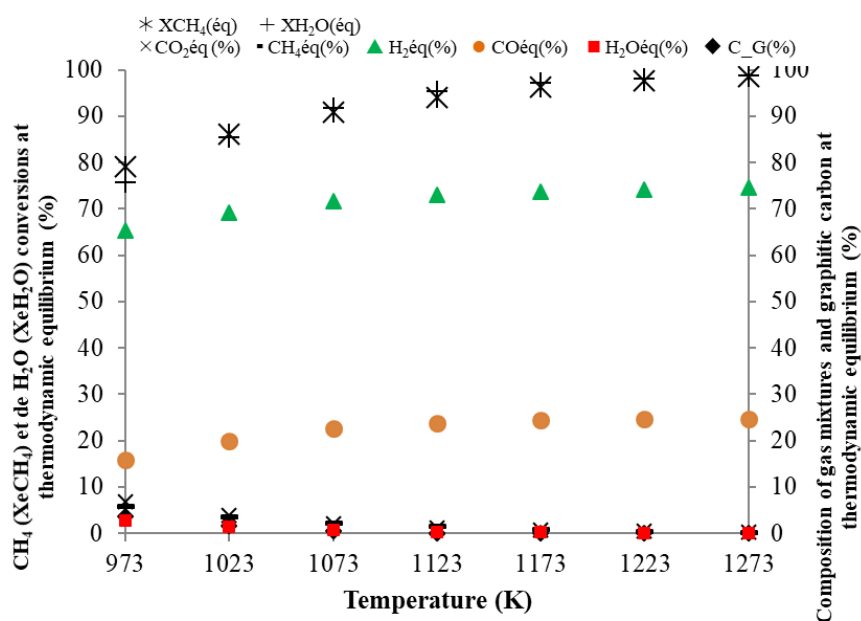 XCH₄(éq) XH₂O(éq)
CO₂éq(%) CH₄éq(%) H₂éq(%) COéq(%) H₂Oéq(%) C_G(%)
CH₄ (XeCH₄) et de H₂O (XeH₂O) conversions at
thermodynamic equilibrium (%)
100
90
80
70
60
50
40
30
20
10
0
100
90
80
70
60
50
40
30
20
10
0
Composition of gas mixtures and graphitic carbon at
thermodynamic equilibrium (%)
973 1023 1073 1123 1173 1223 1273
Temperature (K)